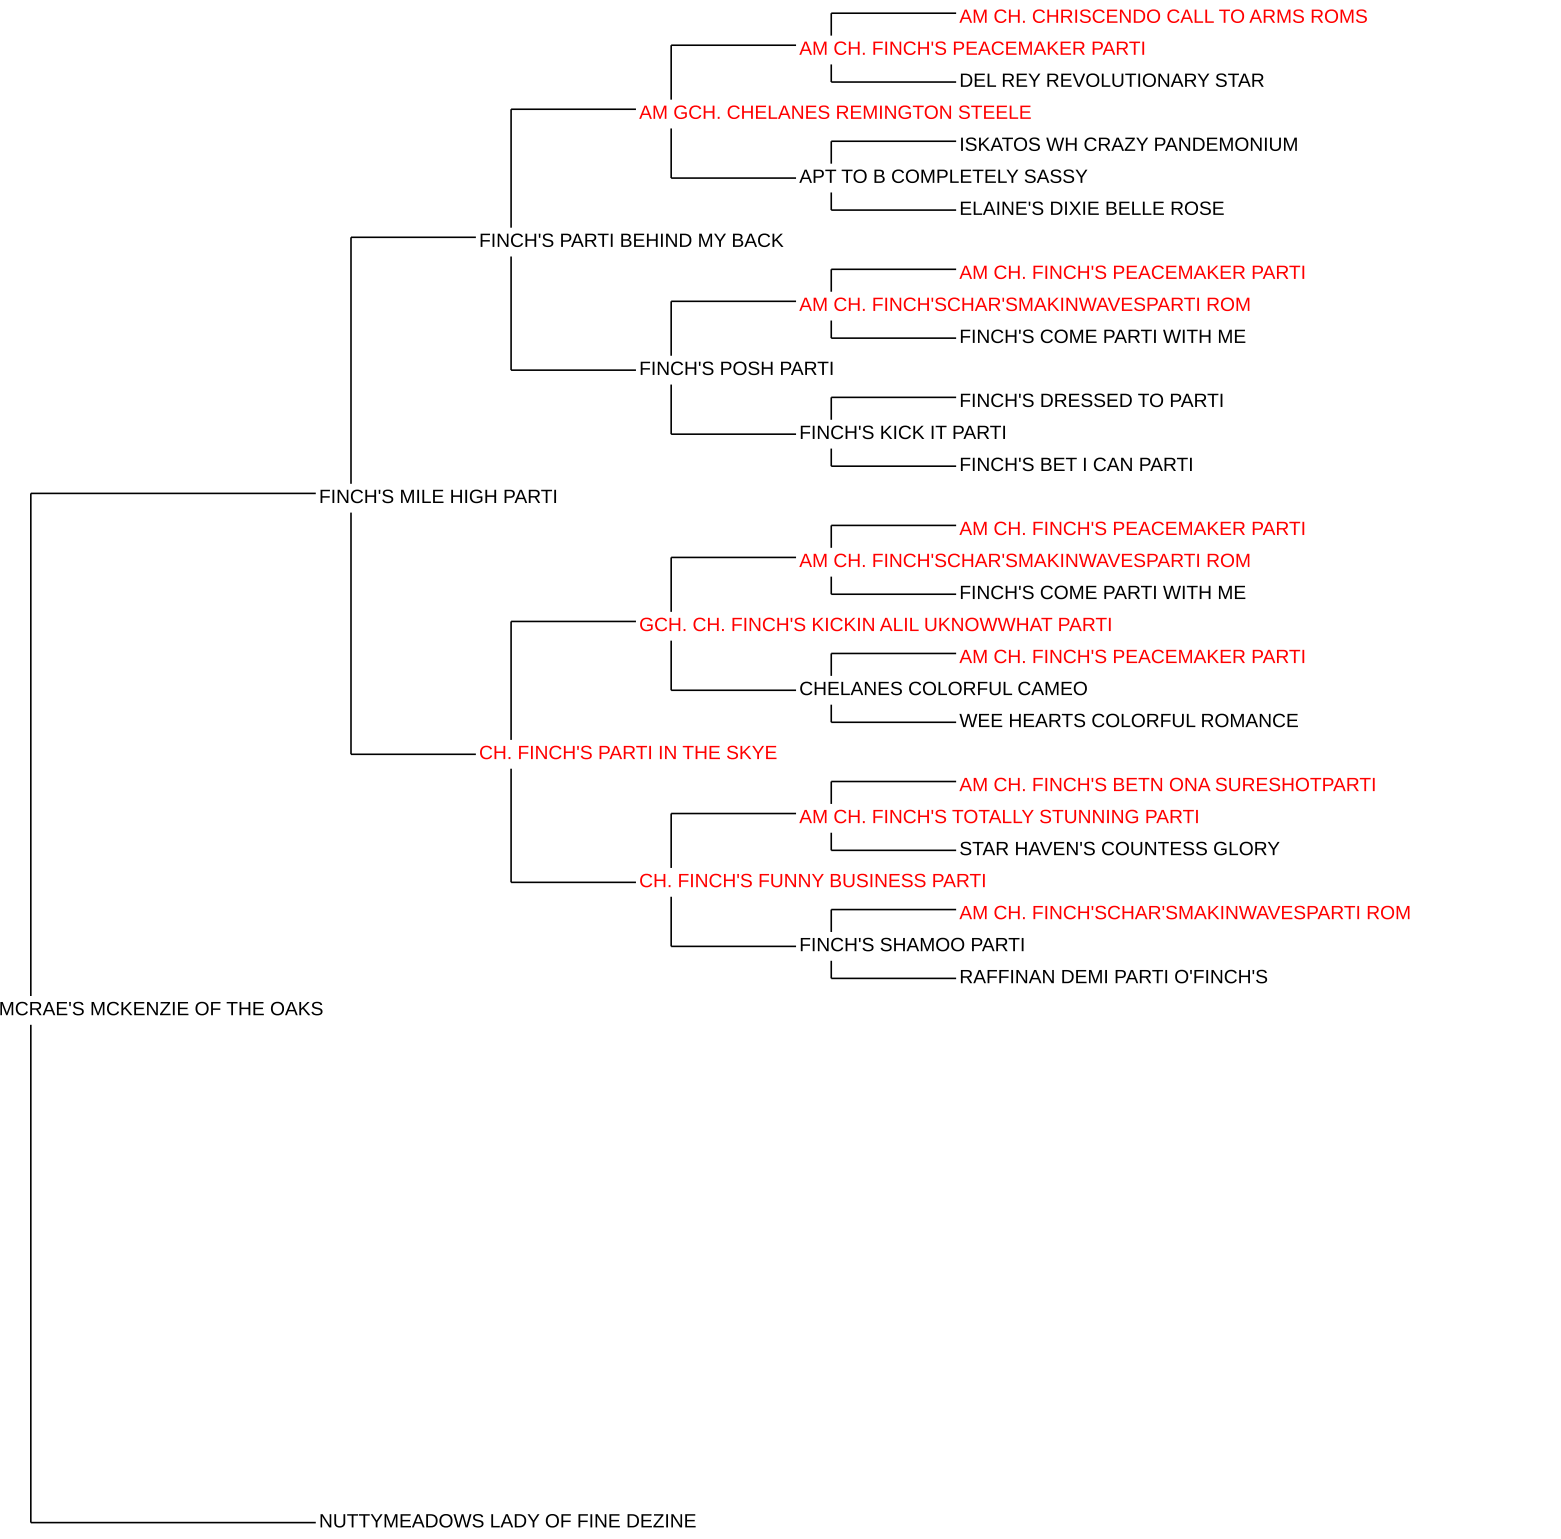 AM CH. CHRISCENDO CALL TO ARMS ROMS
AM CH. FINCH'S PEACEMAKER PARTI
DEL REY REVOLUTIONARY STAR
AM GCH. CHELANES REMINGTON STEELE
ISKATOS WH CRAZY PANDEMONIUM
APT TO B COMPLETELY SASSY
ELAINE'S DIXIE BELLE ROSE
FINCH'S PARTI BEHIND MY BACK
AM CH. FINCH'S PEACEMAKER PARTI
AM CH. FINCH'SCHAR'SMAKINWAVESPARTI ROM
FINCH'S COME PARTI WITH ME
FINCH'S POSH PARTI
FINCH'S DRESSED TO PARTI
FINCH'S KICK IT PARTI
FINCH'S BET I CAN PARTI
FINCH'S MILE HIGH PARTI
AM CH. FINCH'S PEACEMAKER PARTI
AM CH. FINCH'SCHAR'SMAKINWAVESPARTI ROM
FINCH'S COME PARTI WITH ME
GCH. CH. FINCH'S KICKIN ALIL UKNOWWHAT PARTI
AM CH. FINCH'S PEACEMAKER PARTI
CHELANES COLORFUL CAMEO
WEE HEARTS COLORFUL ROMANCE
CH. FINCH'S PARTI IN THE SKYE
AM CH. FINCH'S BETN ONA SURESHOTPARTI
AM CH. FINCH'S TOTALLY STUNNING PARTI
STAR HAVEN'S COUNTESS GLORY
CH. FINCH'S FUNNY BUSINESS PARTI
AM CH. FINCH'SCHAR'SMAKINWAVESPARTI ROM
FINCH'S SHAMOO PARTI
RAFFINAN DEMI PARTI O'FINCH'S
MCRAE'S MCKENZIE OF THE OAKS
NUTTYMEADOWS LADY OF FINE DEZINE